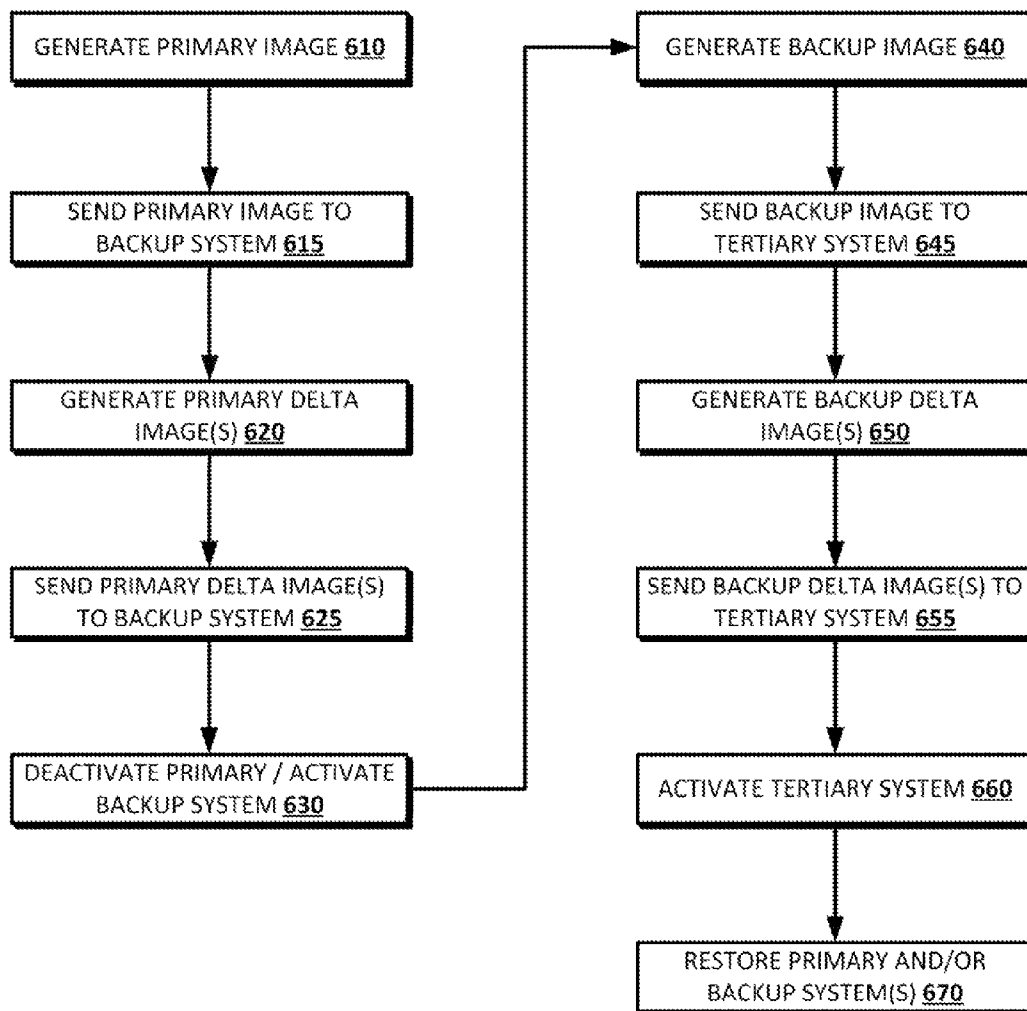 GENERATE PRIMARY IMAGE 610
SEND PRIMARY IMAGE TO
BACKUP SYSTEM 615
GENERATE PRIMARY DELTA
IMAGE(S) 620
SEND PRIMARY DELTA IMAGE(S)
TO BACKUP SYSTEM 625
DEACTIVATE PRIMARY / ACTIVATE
BACKUP SYSTEM 630
GENERATE BACKUP IMAGE 640
SEND BACKUP IMAGE TO
TERTIARY SYSTEM 645
GENERATE BACKUP DELTA
IMAGE(S) 650
SEND BACKUP DELTA IMAGE(S) TO
TERTIARY SYSTEM 655
ACTIVATE TERTIARY SYSTEM 660
RESTORE PRIMARY AND/OR
BACKUP SYSTEM(S) 670